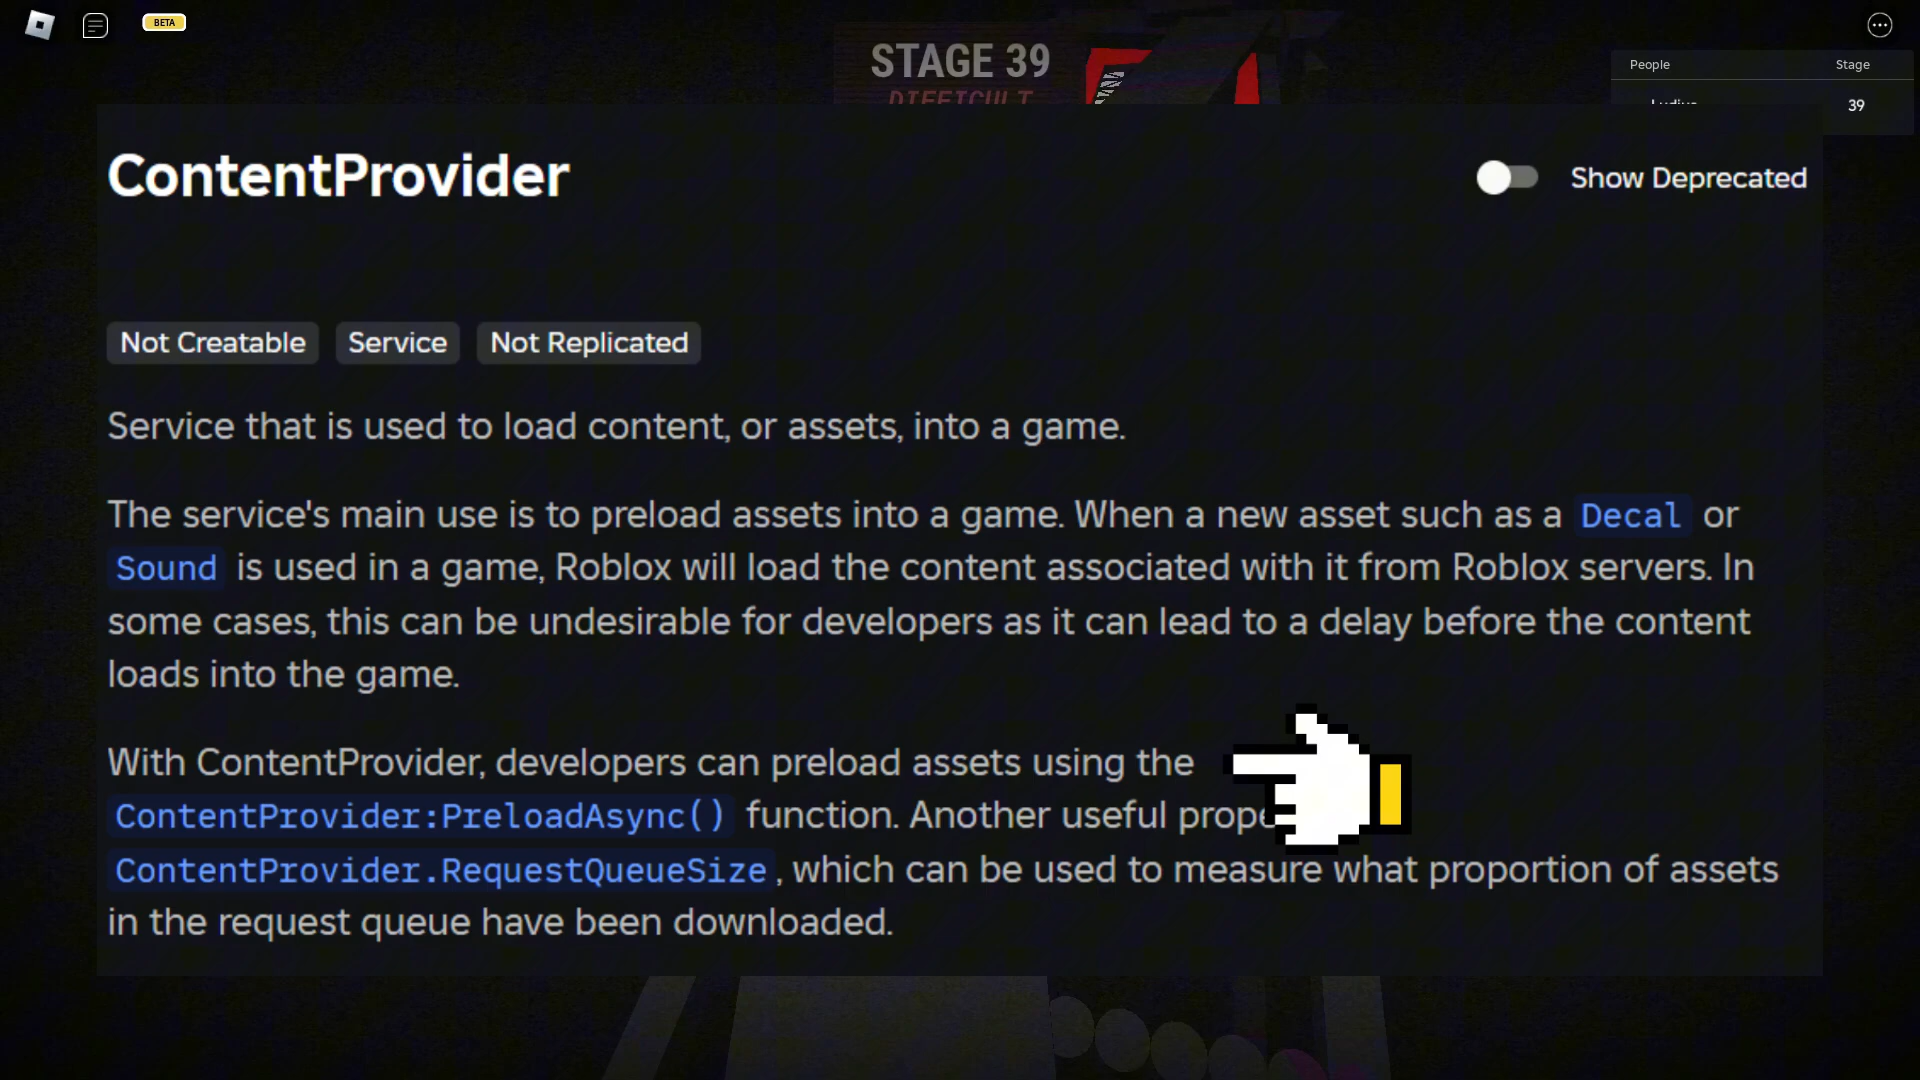 BETA
STAGE 39
DIFFICULT
People Stage
39
ContentProvider
Show Deprecated
Not Creatable Service Not Replicated
Service that is used to load content, or assets, into a game.
The service's main use is to preload assets into a game. When a new asset such as a Decal or
Sound is used in a game, Roblox will load the content associated with it from Roblox servers. In
some cases, this can be undesirable for developers as it can lead to a delay before the content
loads into the game.
With ContentProvider, developers can preload assets using the
ContentProvider:PreloadAsync() function. Another useful
ContentProvider.RequestQueueSize, which can be used to measure what proportion of assets
in the request queue have been downloaded.